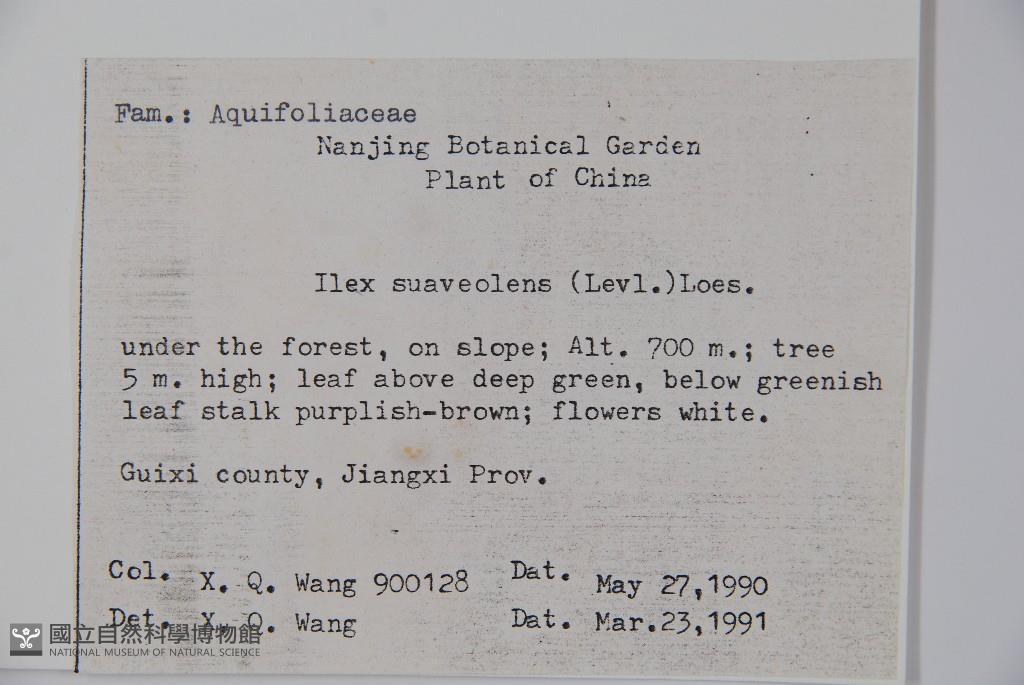 Fam.: Aquifoliaceae
Nanjing Botanical Garden
Plant of China
Ilex suaveolens (Levl.)Loes.
under the forest, on slope; Alt. 700 m.; tree
5 m. high; leaf above deep green, below greenish
leaf stalk purplish-brown; flowers white.
Guixi county, Jiangxi Prov.
Col. X. Q. Wang 900128 Dat. May 27,1990
Det. X. Q. Wang Dat. Mar.23,1991
國立自然科學博物館
NATIONAL MUSEUM OF NATURAL SCIENCE